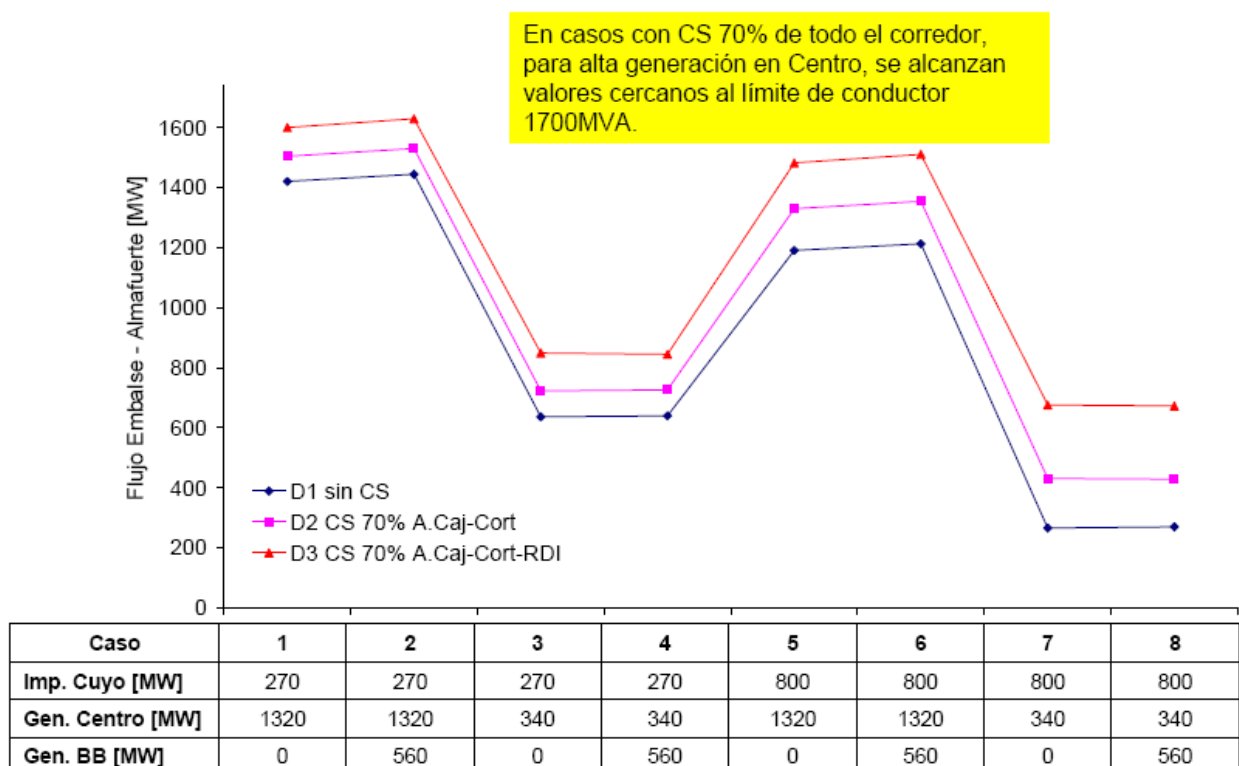 En casos con CS 70% de todo el corredor,
para alta generación en Centro, se alcanzan
valores cercanos al límite de conductor
1700MVA.
Flujo Embalse - Almafuerte [MW]
1600
1400
1200
1000
800
600
400
200
0
D1 sin CS
D2 CS 70% A.Caj-Cort
D3 CS 70% A.Caj-Cort-RDI
Caso 1 2 3 4 5 6 7 8
Imp. Cuyo [MW] 270 270 270 270 800 800 800 800
Gen. Centro [MW] 1320 1320 340 340 1320 1320 340 340
Gen. BB [MW] 0 560 0 560 0 560 0 560